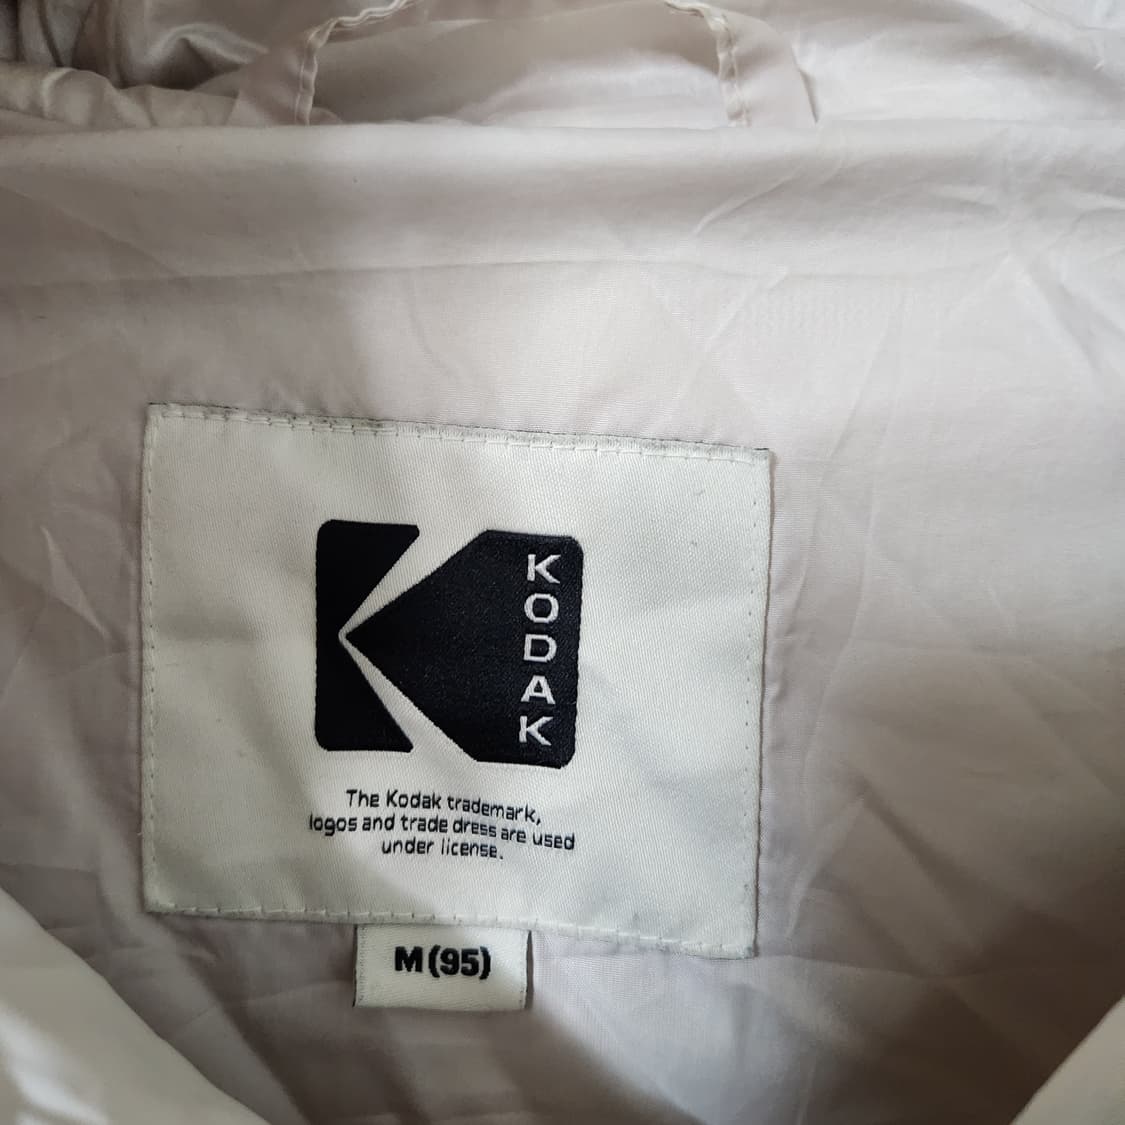 KODAK
The Kodak trademark,
logos and trade dress are used
under license.
M(95)